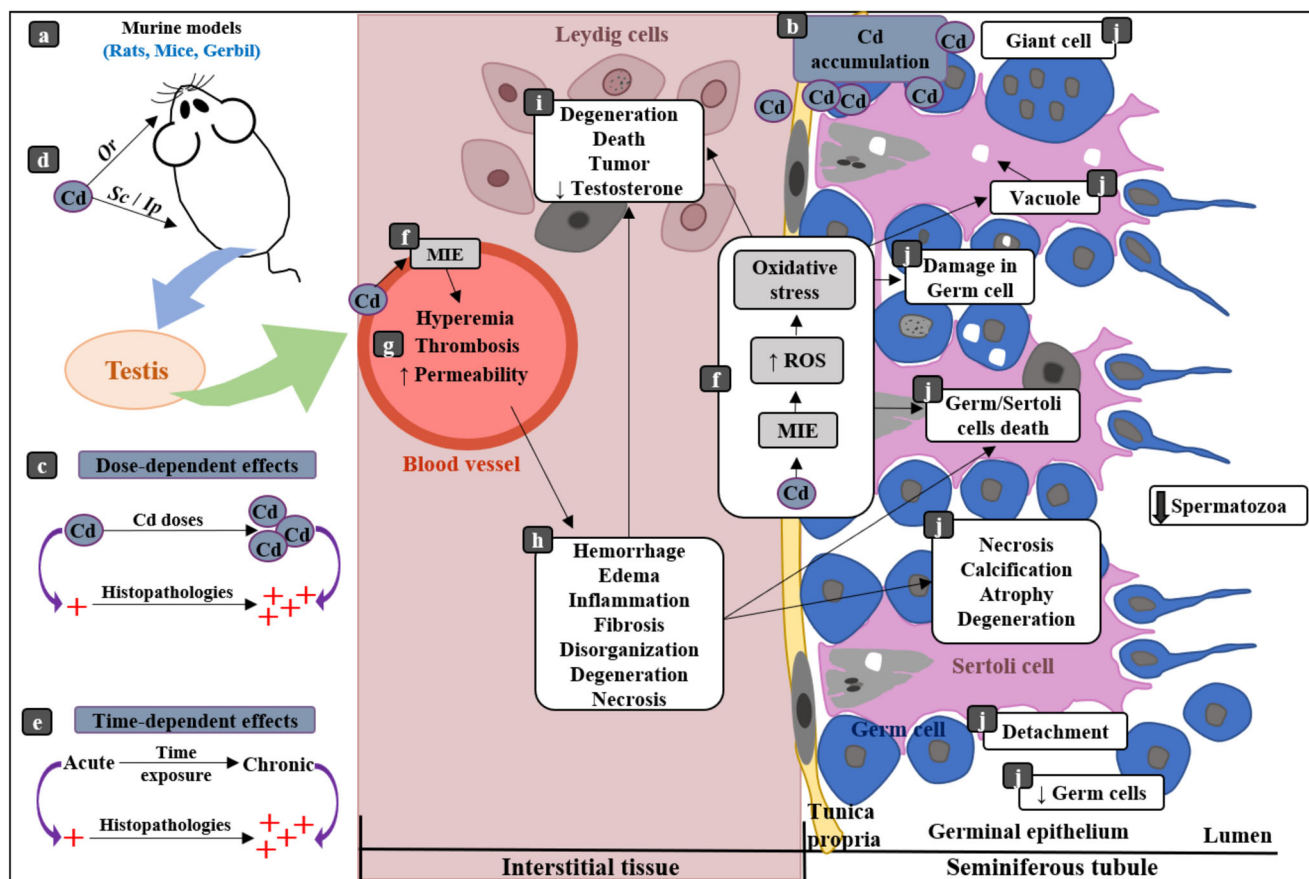 a
Murine models
(Rats, Mice, Gerbil)
d
Cd
Or
Sc / Ip
Testis
c
Dose-dependent effects
Cd
Cd doses
Cd
Cd
Cd
+
Histopathologies
+ + + + +
e
Time-dependent effects
Acute
Time
exposure
Chronic
+
Histopathologies
+ + + + +
Leydig cells
i
Degeneration
Death
Tumor
↓ Testosterone
f
MIE
Cd
g
Hyperemia
Thrombosis
↑ Permeability
Blood vessel
h
Hemorrhage
Edema
Inflammation
Fibrosis
Disorganization
Degeneration
Necrosis
b
Cd
accumulation
Cd
Cd
Cd
Cd
Cd
f
Oxidative
stress
↑ ROS
MIE
Cd
Giant cell
j
Vacuole
j
j
Damage in
Germ cell
j
Germ/Sertoli
cells death
Spermatozoa
j
Necrosis
Calcification
Atrophy
Degeneration
Sertoli cell
Germ cell
j
Detachment
j
↓ Germ cells
Tunica
propria
Germinal epithelium
Lumen
Interstitial tissue
Seminiferous tubule